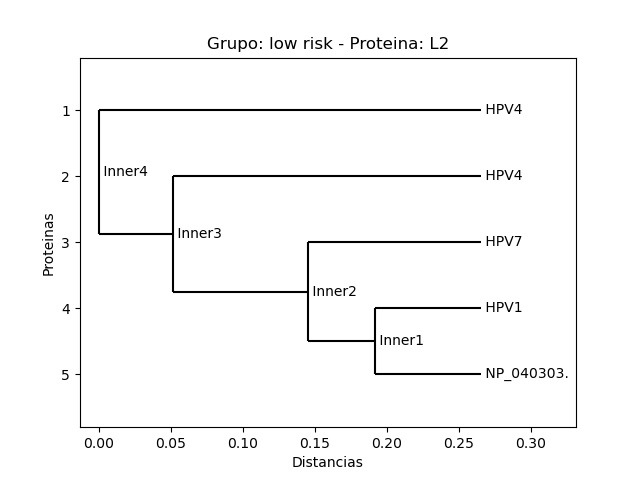 Grupo: low risk - Proteina: L2
1
HPV4
Inner4
2
HPV4
Inner3
3
HPV7
Inner2
4
HPV1
Inner1
5
NP_040303.
Proteinas
0.00 0.05 0.10 0.15 0.20 0.25 0.30
Distancias